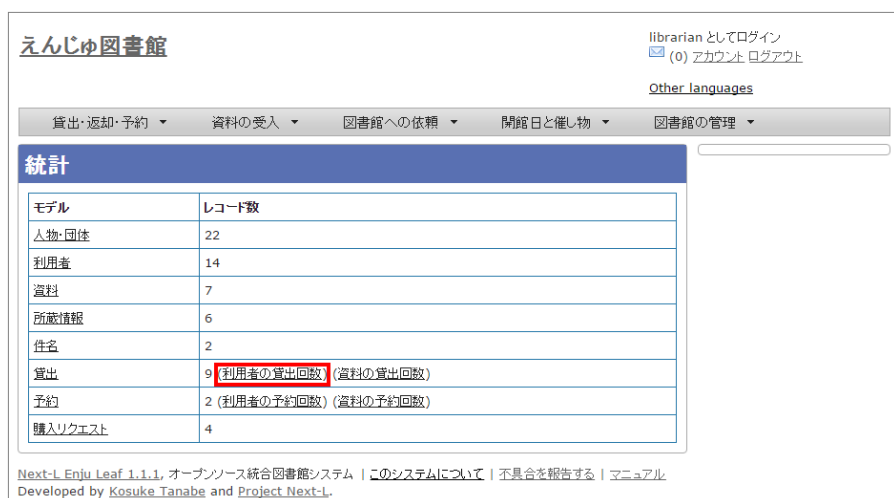 えんじゅ図書館
librarian としてログイン
(0) アカウント ログアウト
Other languages
貸出・返却・予約 ▼ 資料の受入 ▼ 図書館への依頼 ▼ 開館日と催し物 ▼ 図書館の管理 ▼
統計
モデル レコード数
人物・団体 22
利用者 14
資料 7
所蔵情報 6
件名 2
貸出 9 (利用者の貸出回数) (資料の貸出回数)
予約 2 (利用者の予約回数) (資料の予約回数)
購入リクエスト 4
Next-L Enju Leaf 1.1.1, オープンソース統合図書館システム | このシステムについて | 不具合を報告する | マニュアル
Developed by Kosuke Tanabe and Project Next-L.